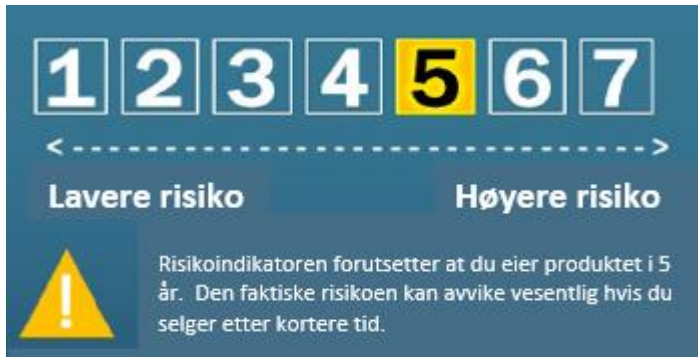 1 2 3 4 5 6 7
<----------------------------------->
Lavere risiko Høyere risiko
Risikoindikatoren forutsetter at du eier produktet i 5
år. Den faktiske risikoen kan avvike vesentlig hvis du
selger etter kortere tid.